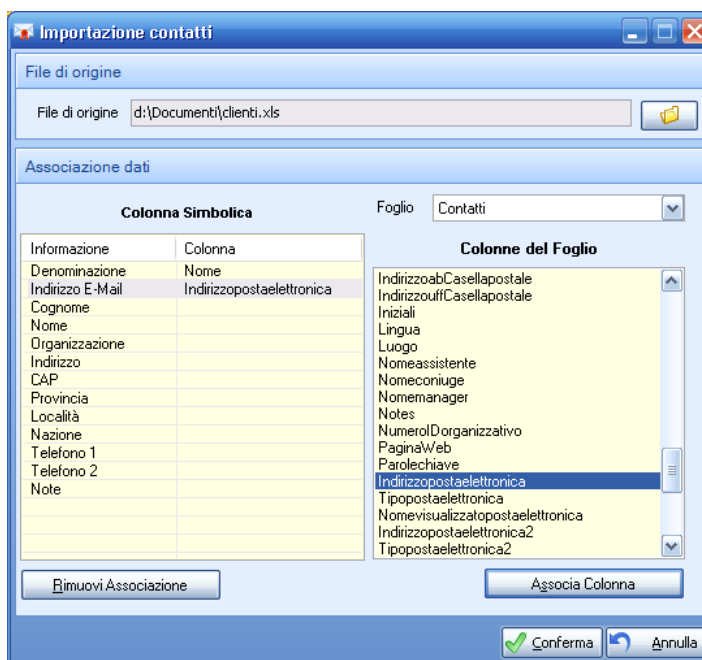 Importazione contatti
File di origine
File di origine d:\Documenti\clienti.xls
Associazione dati
Colonna Simbolica
Foglio Contatti
Colonne del Foglio
Informazione Colonna
Denominazione Nome
Indirizzo E-Mail Indirizzopostaelettronica
Cognome
Nome
Organizzazione
Indirizzo
CAP
Provincia
Località
Nazione
Telefono 1
Telefono 2
Note
IndirizzoabCasellapostale
IndirizzouffCasellapostale
Iniziali
Lingua
Luogo
Nomeassistente
Nomeconiuge
Nomemanager
Notes
NumeroIDorganizzativo
PaginaWeb
Parolechiave
Indirizzopostaelettronica
Tipopostaelettronica
Nomevisualizzatopostaelettronica
Indirizzopostaelettronica2
Tipopostaelettronica2
Rimuovi Associazione
Associa Colonna
Conferma
Annulla